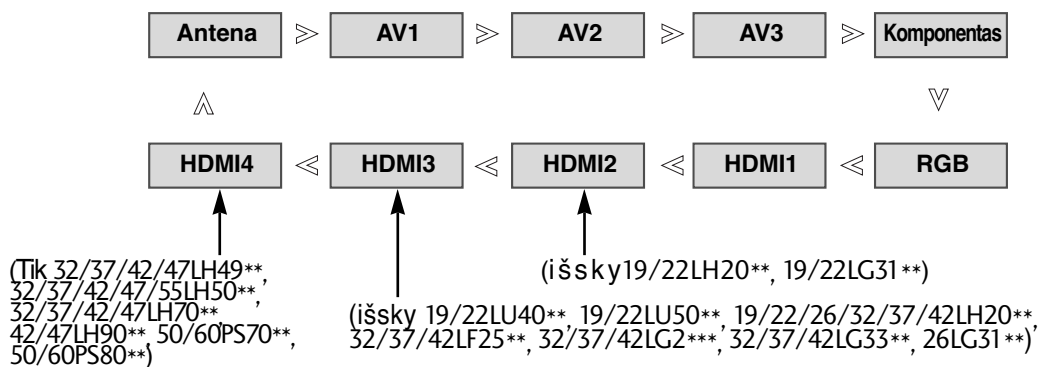 Antena
AV1
AV2
AV3
Komponentas
HDMI4
HDMI3
HDMI2
HDMI1
RGB
(Tik 32/37/42/47LH49**,
32/37/42/47/55LH50**,
32/37/42/47LH70**,
42/47LH90**, 50/60PS70**,
50/60PS80**)
(išsky 19/22LU40**, 19/22LU50**, 19/22/26/32/37/42LH20**,
32/37/42LF25**, 32/37/42LG2***, 32/37/42LG33**, 26LG31**)
(išsky19/22LH20**, 19/22LG31**)